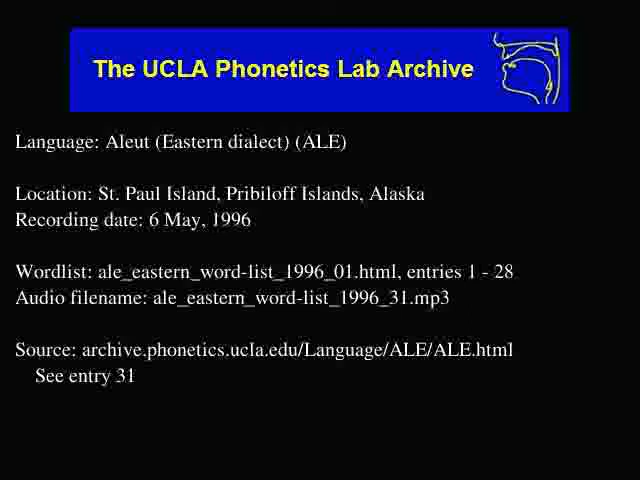 The UCLA Phonetics Lab Archive
Language: Aleut (Eastern dialect) (ALE)
Location: St. Paul Island, Pribiloff Islands, Alaska
Recording date: 6 May, 1996
Wordlist: ale_eastern_word-list_1996_01.html, entries 1 - 28
Audio filename: ale_eastern_word-list_1996_31.mp3
Source: archive.phonetics.ucla.edu/Language/ALE/ALE.html
See entry 31